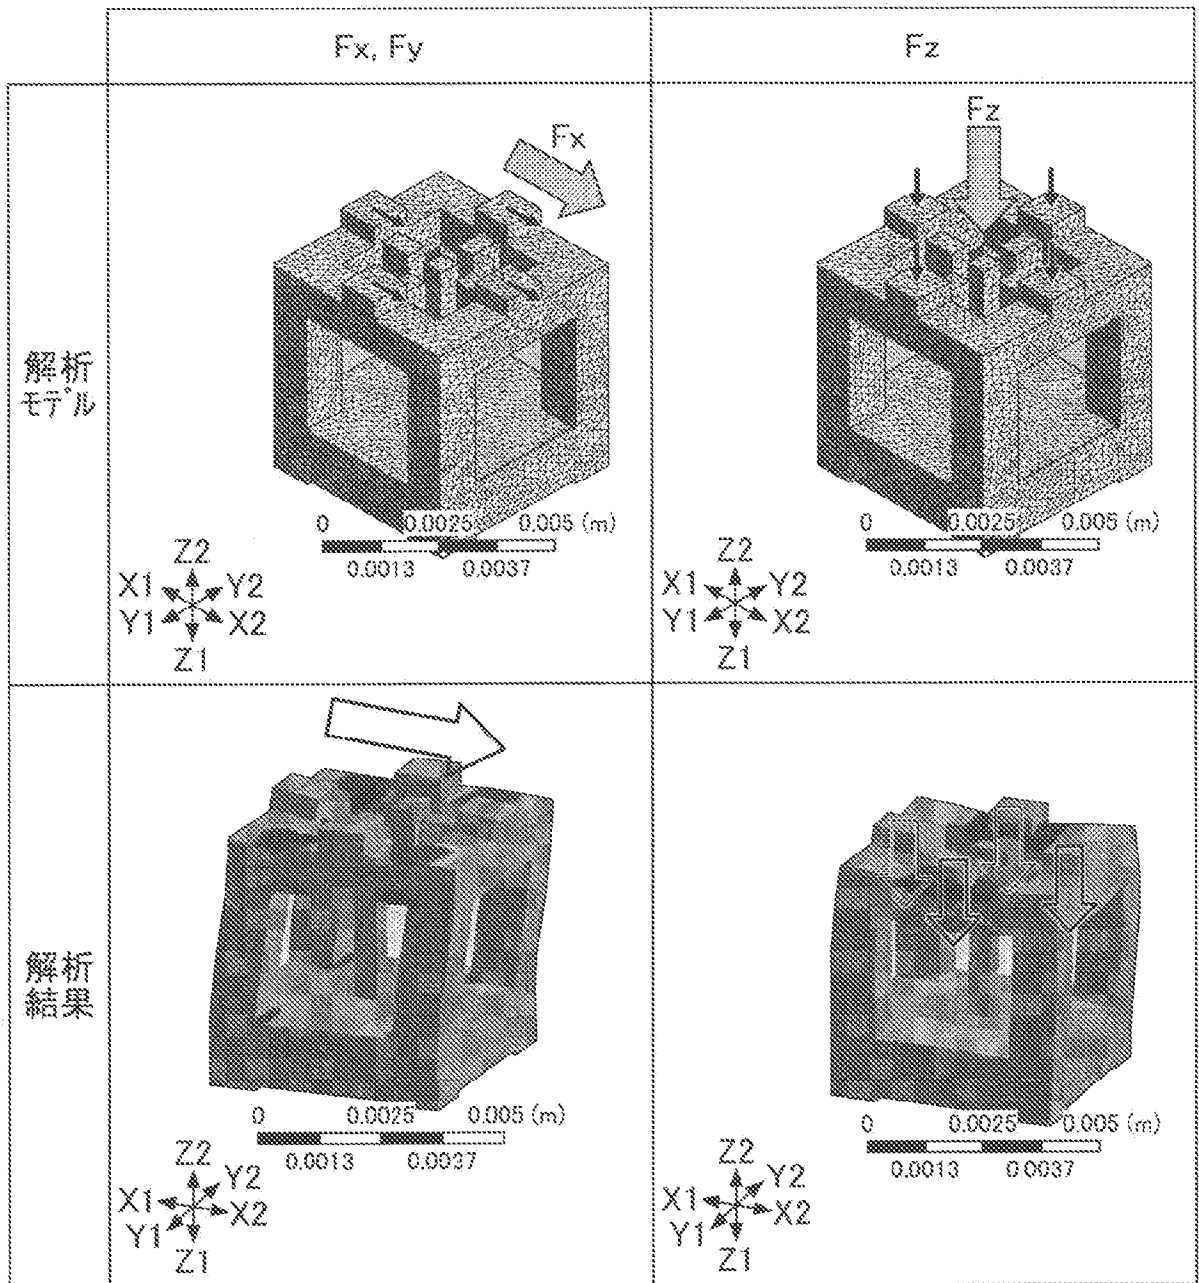 Fx, Fy
Fz
解析
モデル
Fx
0 0.0025 0.005 (m)
0.0013 0.0037
Z2
X1 Y2
Y1 X2
Z1
Fz
0 0.0025 0.005 (m)
0.0013 0.0037
Z2
X1 Y2
Y1 X2
Z1
解析
結果
0 0.0025 0.005 (m)
0.0013 0.0037
Z2
Y2
X1
X2
Y1
Z1
0 0.0025 0.005 (m)
0.0013 0.0037
Z2
Y2
X1
X2
Y1
Z1